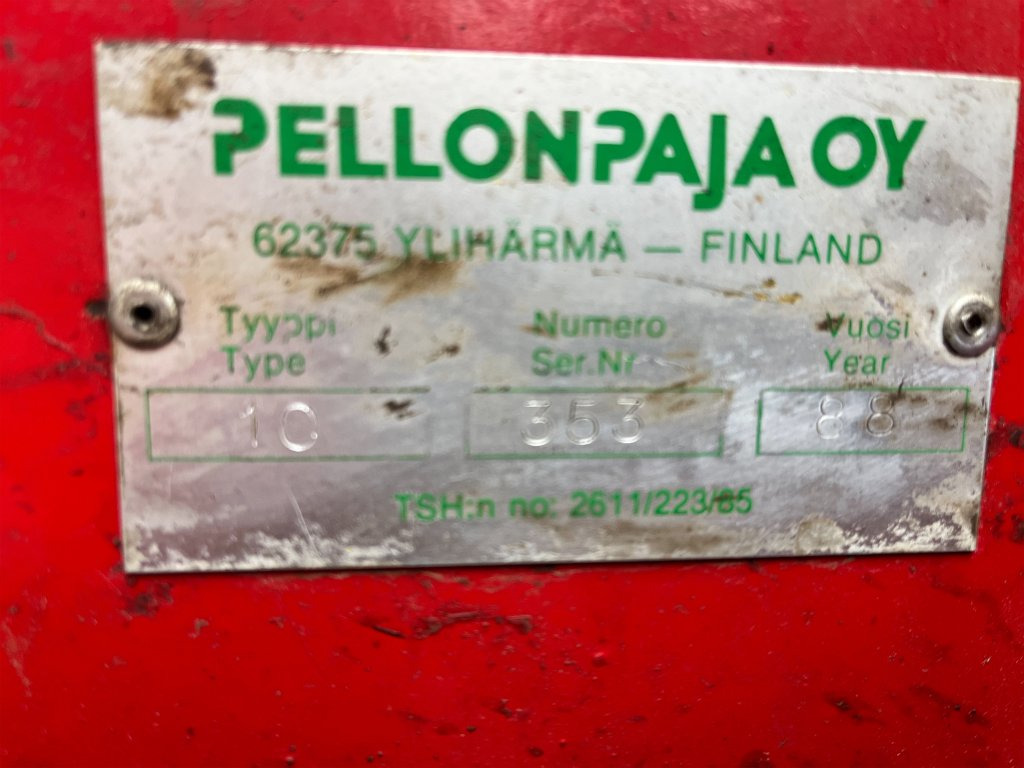 PELLONPAJA OY
62375 YLIHÄRMÄ — FINLAND
Tyyppi Numero Vuosi
Type Ser.Nr Year
10 353 88
TSH:n no: 2611/223/85